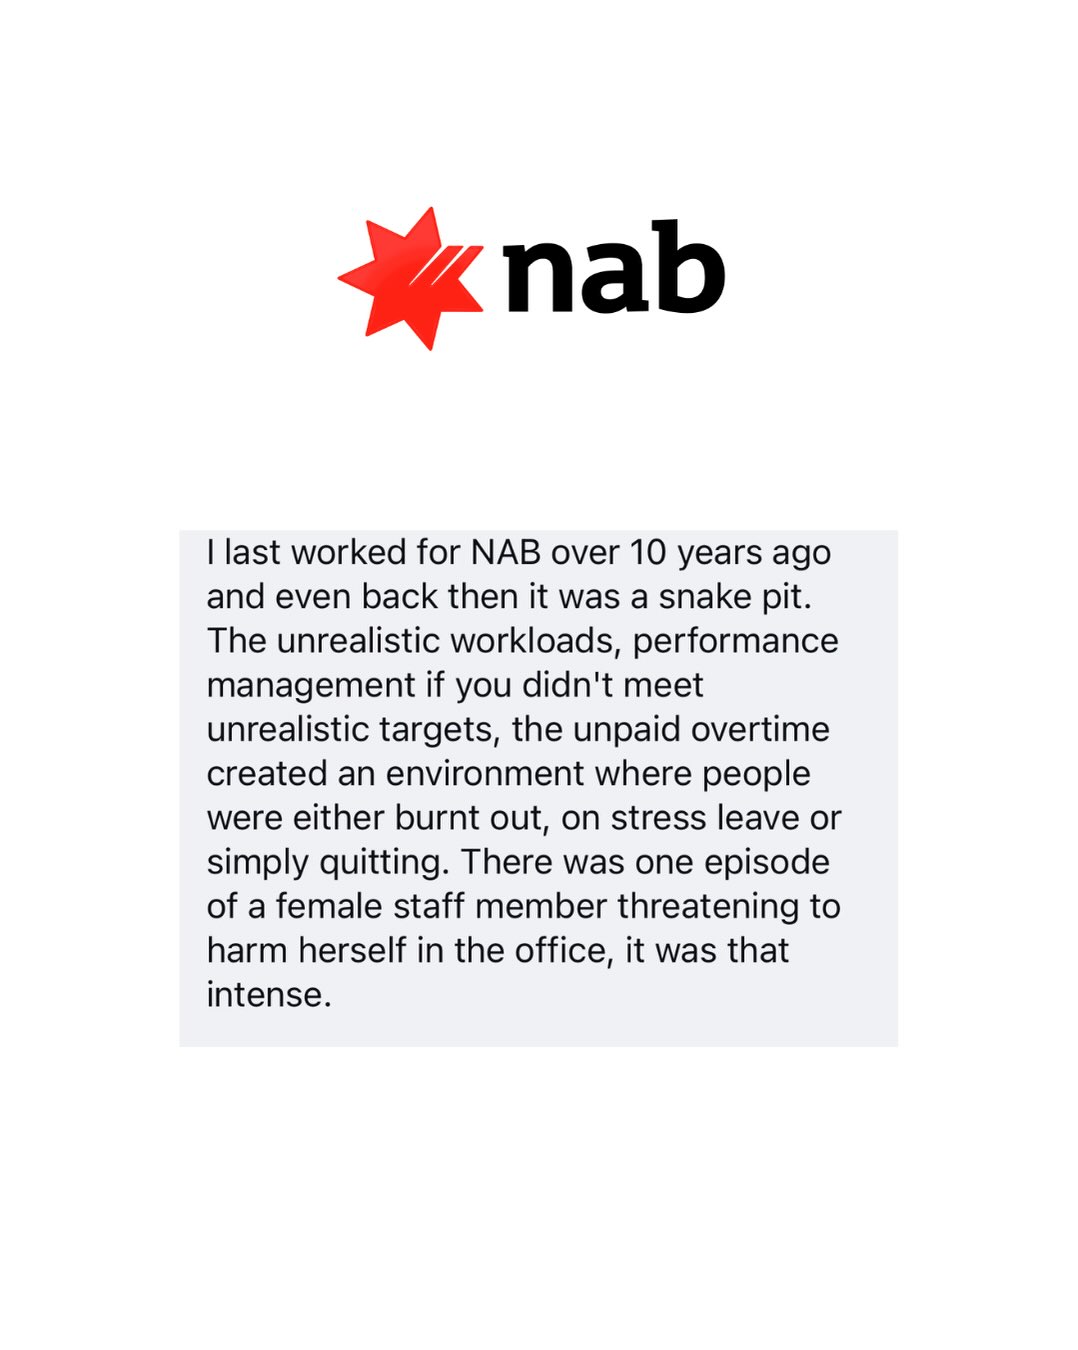 nab
I last worked for NAB over 10 years ago
and even back then it was a snake pit.
The unrealistic workloads, performance
management if you didn't meet
unrealistic targets, the unpaid overtime
created an environment where people
were either burnt out, on stress leave or
simply quitting. There was one episode
of a female staff member threatening to
harm herself in the office, it was that
intense.